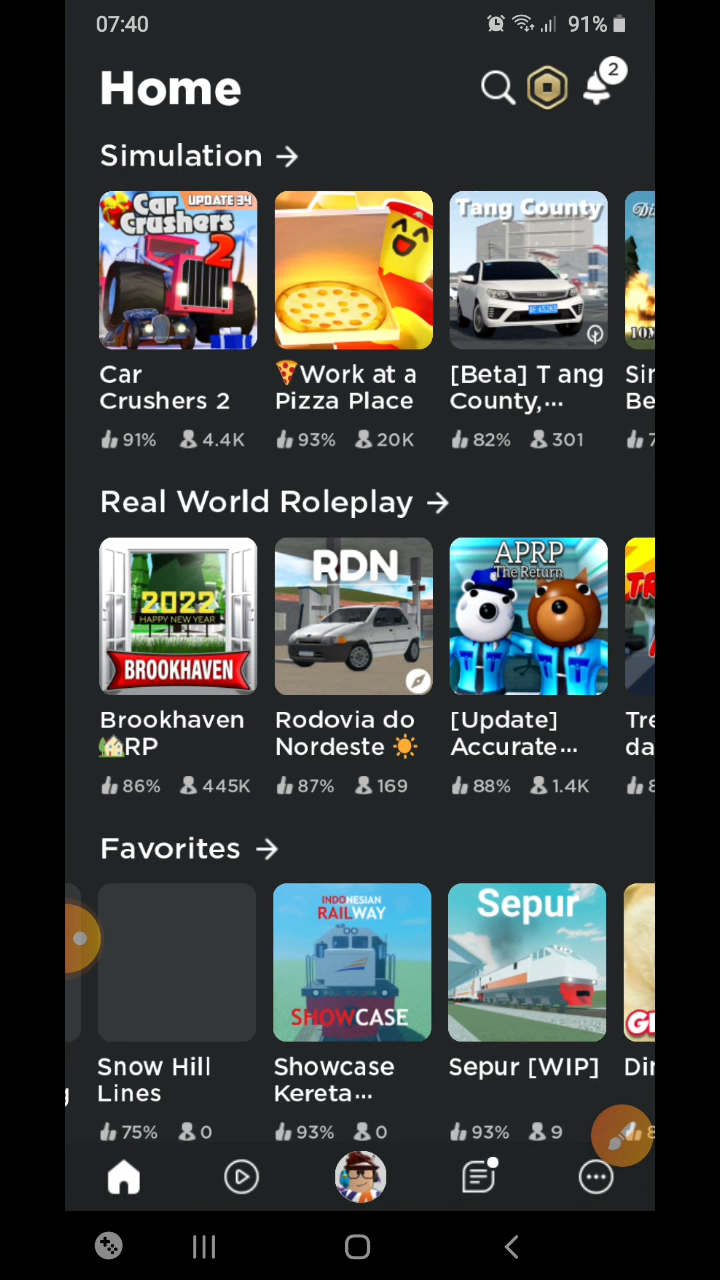 07:40
91%
Home
2
Simulation →
UPDATE 34
Car
Crushers
2
Tang County
Car
Crushers 2
91% 4.4K
🍕Work at a
Pizza Place
93% 20K
[Beta] T ang
County,...
82% 301
Real World Roleplay →
2022
HAPPY NEW YEAR
BROOKHAVEN
RDN
APRP
The Return
Brookhaven
🏡RP
86% 445K
Rodovia do
Nordeste ☀️
87% 169
[Update]
Accurate...
88% 1.4K
Favorites →
INDONESIAN
RAILWAY
SHOWCASE
Sepur
Snow Hill
Lines
75% 0
Showcase
Kereta...
93% 0
Sepur [WIP]
93% 9